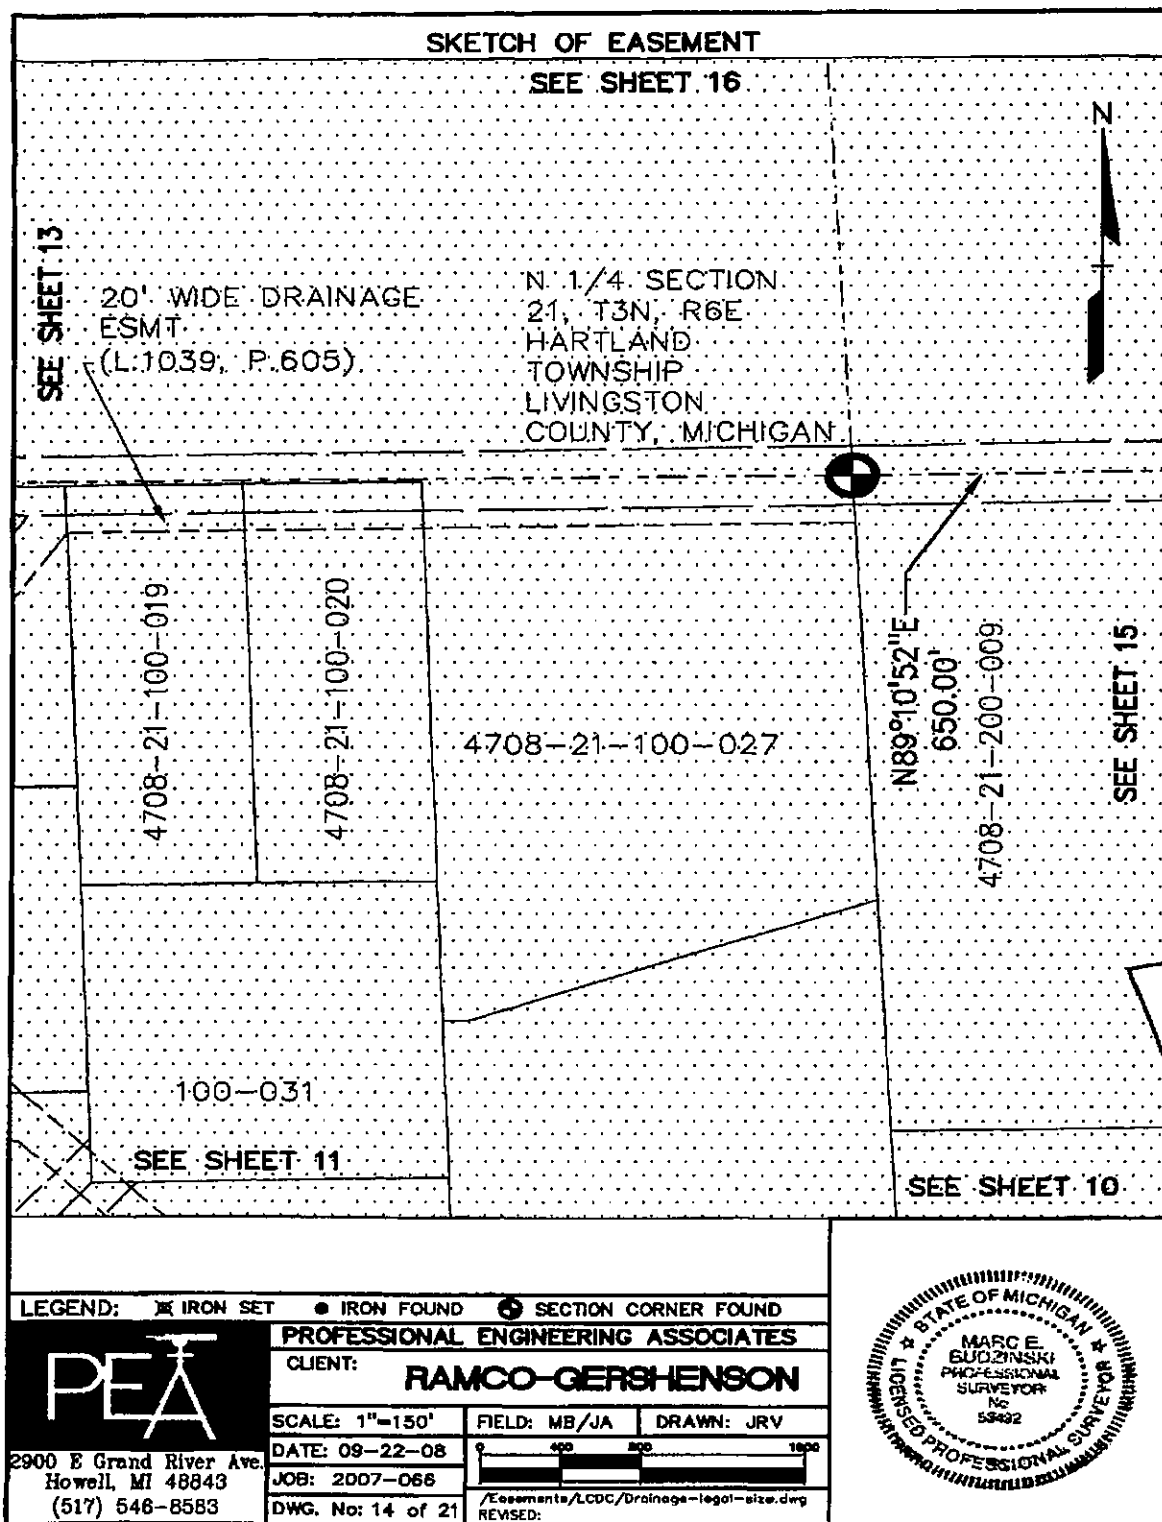 SKETCH OF EASEMENT
SEE SHEET 16
N
SEE SHEET 13
20' WIDE DRAINAGE
ESMT
(L.1039, P.605)
N 1/4 SECTION
21, T3N, R6E
HARTLAND
TOWNSHIP
LIVINGSTON
COUNTY, MICHIGAN
4708-21-100-019
4708-21-100-020
4708-21-100-027
N89°10'52"E
650.00'
4708-21-200-009
SEE SHEET 15
100-031
SEE SHEET 11
SEE SHEET 10
LEGEND: IRON SET IRON FOUND SECTION CORNER FOUND
PEA
2900 E Grand River Ave.
Howell, MI 48843
(517) 546-8583
PROFESSIONAL ENGINEERING ASSOCIATES
CLIENT:
RAMCO-GERSHENSON
SCALE: 1"=150' FIELD: MB/JA DRAWN: JRV
DATE: 09-22-08
JOB: 2007-066
DWG. No: 14 of 21
0 400 800 1600
/Easements/LCDC/Drainage-legal-size.dwg
REVISED:
STATE OF MICHIGAN
MARC E.
BUDZINSKI
PROFESSIONAL
SURVEYOR
No
LICENSED PROFESSIONAL SURVEYOR